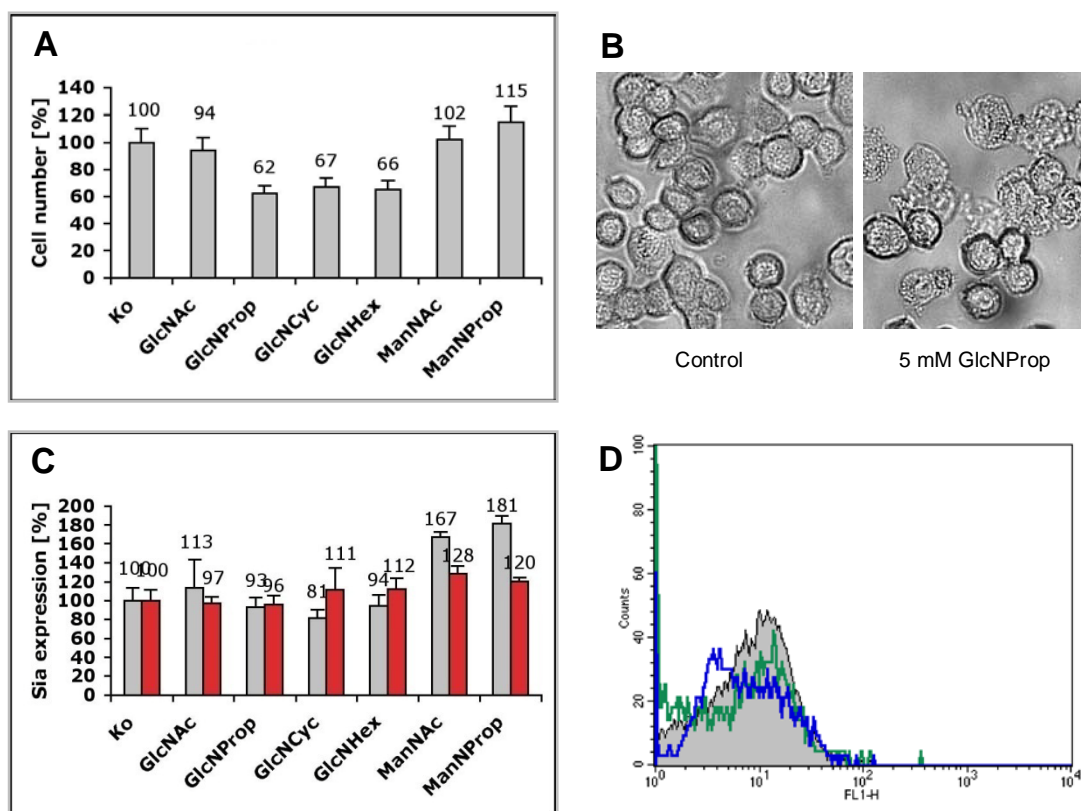 A
Cell number [%]
140
120
100
80
60
40
20
0
100
94
62
67
66
102
115
Ko
GlcNAc
GlcNProp
GlcNCyc
GlcNHex
ManNAc
ManNProp
B
Control
5 mM GlcNProp
C
Sia expression [%]
200
180
160
140
120
100
80
60
40
20
0
100
100
113
97
93
96
81
111
94
112
167
128
181
120
Ko
GlcNAc
GlcNProp
GlcNCyc
GlcNHex
ManNAc
ManNProp
D
Counts
100
80
60
40
20
0
10⁰
10¹
10²
10³
10⁴
FL1-H